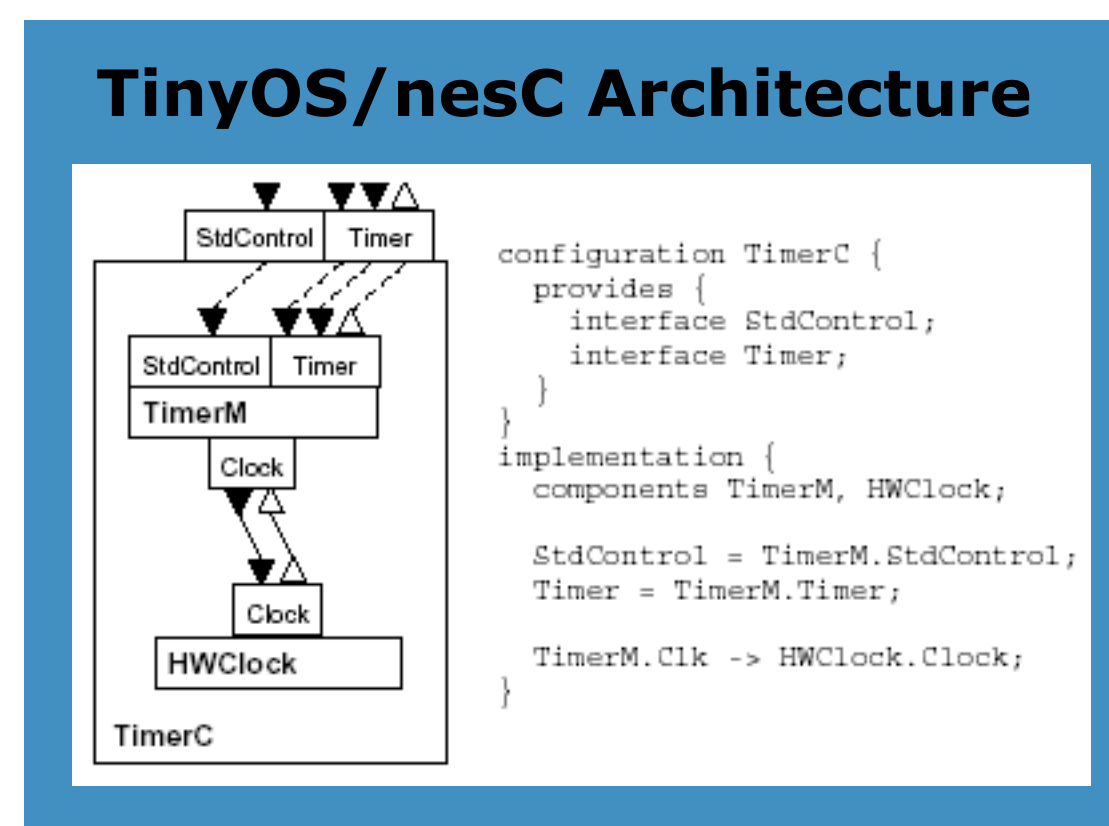 TinyOS/nesC Architecture
StdControl Timer
StdControl Timer
TimerM
Clock
Clock
HWClock
TimerC
configuration TimerC {
provides {
interface StdControl;
interface Timer;
}
}
implementation {
components TimerM, HWClock;
StdControl = TimerM.StdControl;
Timer = TimerM.Timer;
TimerM.Clk -> HWClock.Clock;
}